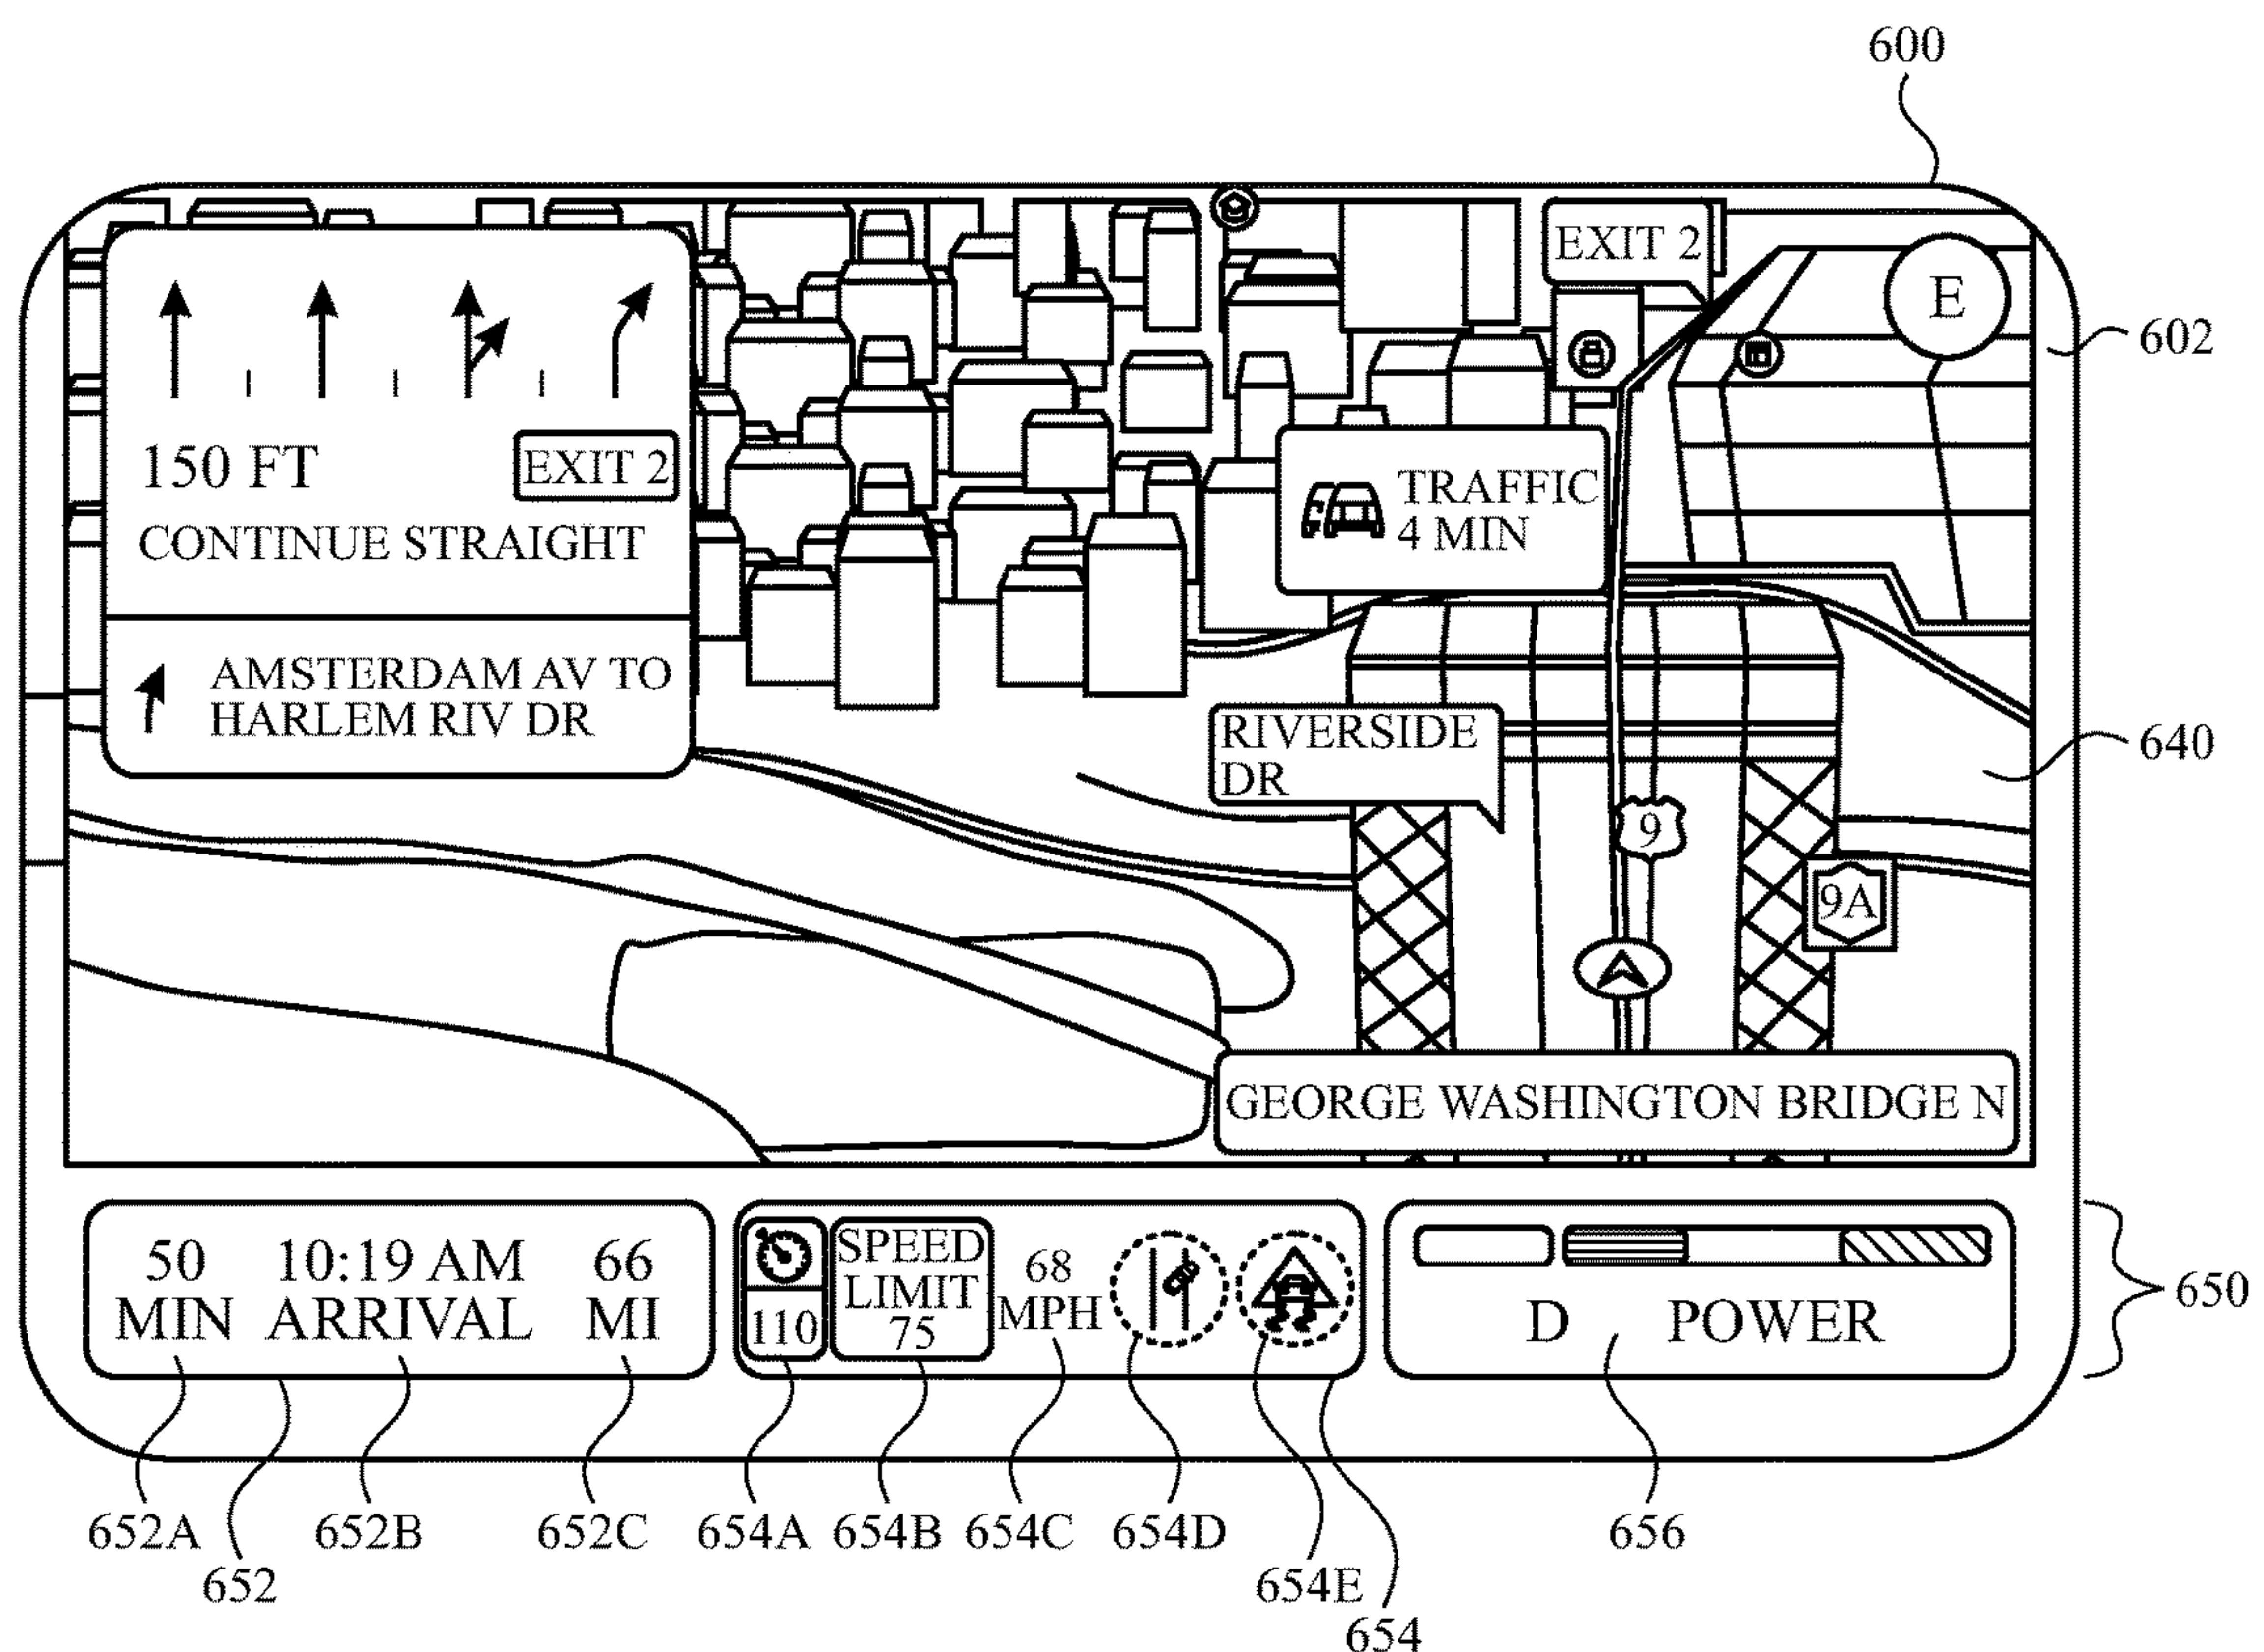 600
EXIT 2
E
602
150 FT
EXIT 2
CONTINUE STRAIGHT
TRAFFIC
4 MIN
AMSTERDAM AV TO
HARLEM RIV DR
RIVERSIDE
DR
640
9
9A
GEORGE WASHINGTON BRIDGE N
50
MIN
10:19 AM
ARRIVAL
66
MI
110
SPEED
LIMIT
75
68
MPH
D
POWER
650
652A
652B
652C
654A
654B
654C
654D
656
652
654E
654